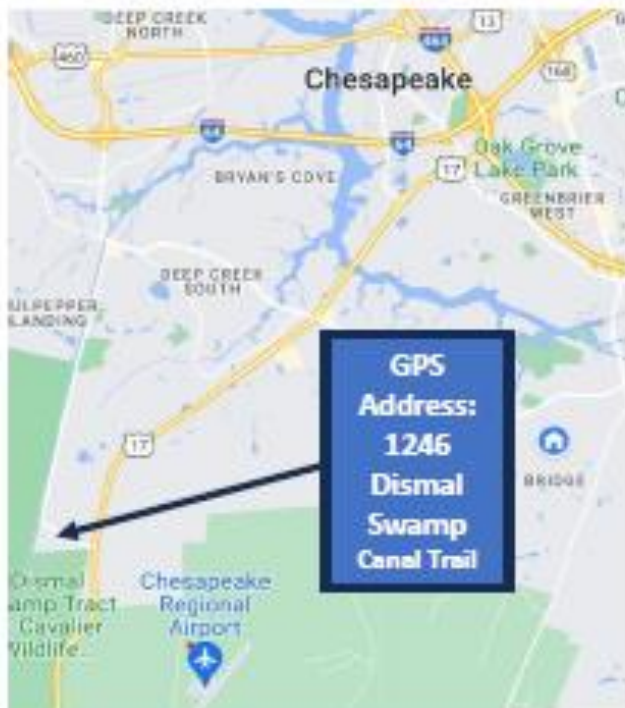 DEEP CREEK
NORTH
13
460
Chesapeake
168
64
64
Oak Grove
Lake Park
17
BRYAN'S COVE
GREENBRIER
WEST
DEEP CREEK
SOUTH
ULPEPPER
LANDING
GPS
Address:
1246
Dismal
Swamp
Canal Trail
17
BRIDGE
Dismal
amp Tract
Cavalier
Wildlife...
Chesapeake
Regional
Airport